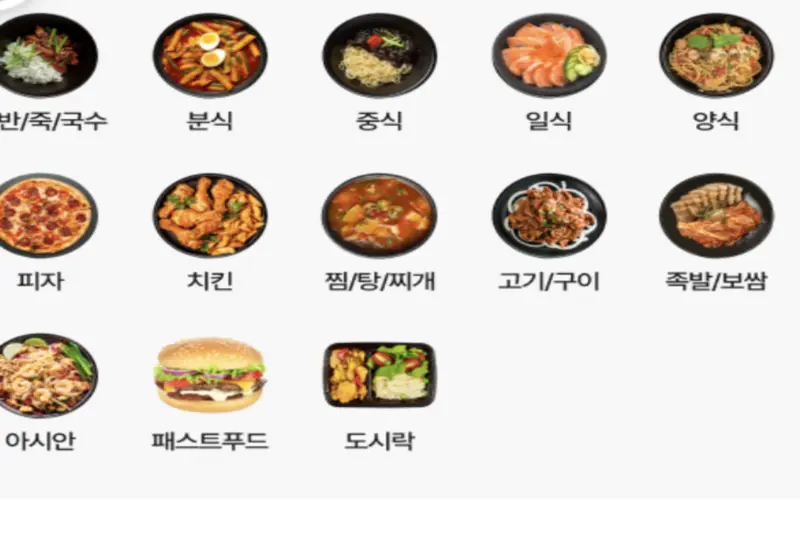 반/죽/국수
분식
중식
일식
양식
피자
치킨
찜/탕/찌개
고기/구이
족발/보쌈
아시안
패스트푸드
도시락